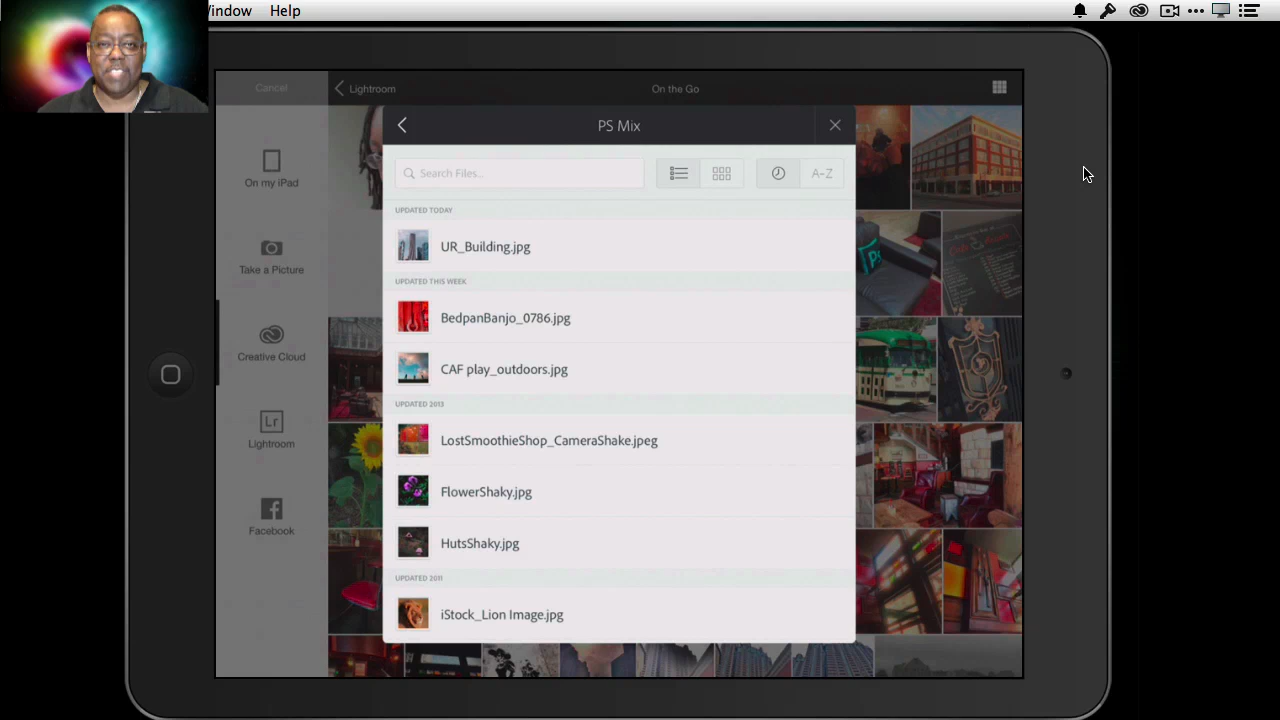 Window Help
Cancel
Lightroom
On the Go
PS Mix
Search Files...
A-Z
On my iPad
Take a Picture
Creative Cloud
Lr
Lightroom
Facebook
UPDATED TODAY
UR_Building.jpg
UPDATED THIS WEEK
BedpanBanjo_0786.jpg
CAF play_outdoors.jpg
UPDATED 2013
LostSmoothieShop_CameraShake.jpeg
FlowerShaky.jpg
HutsShaky.jpg
UPDATED 2011
iStock_Lion Image.jpg
Ps